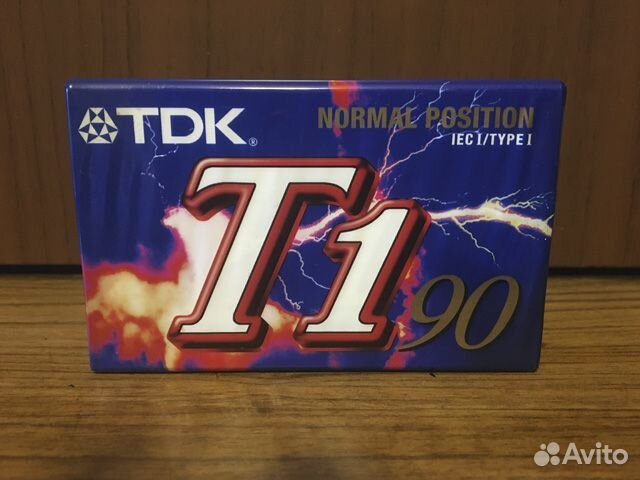 TDK®
NORMAL POSITION
IEC I/TYPE I
T1
90
Avito